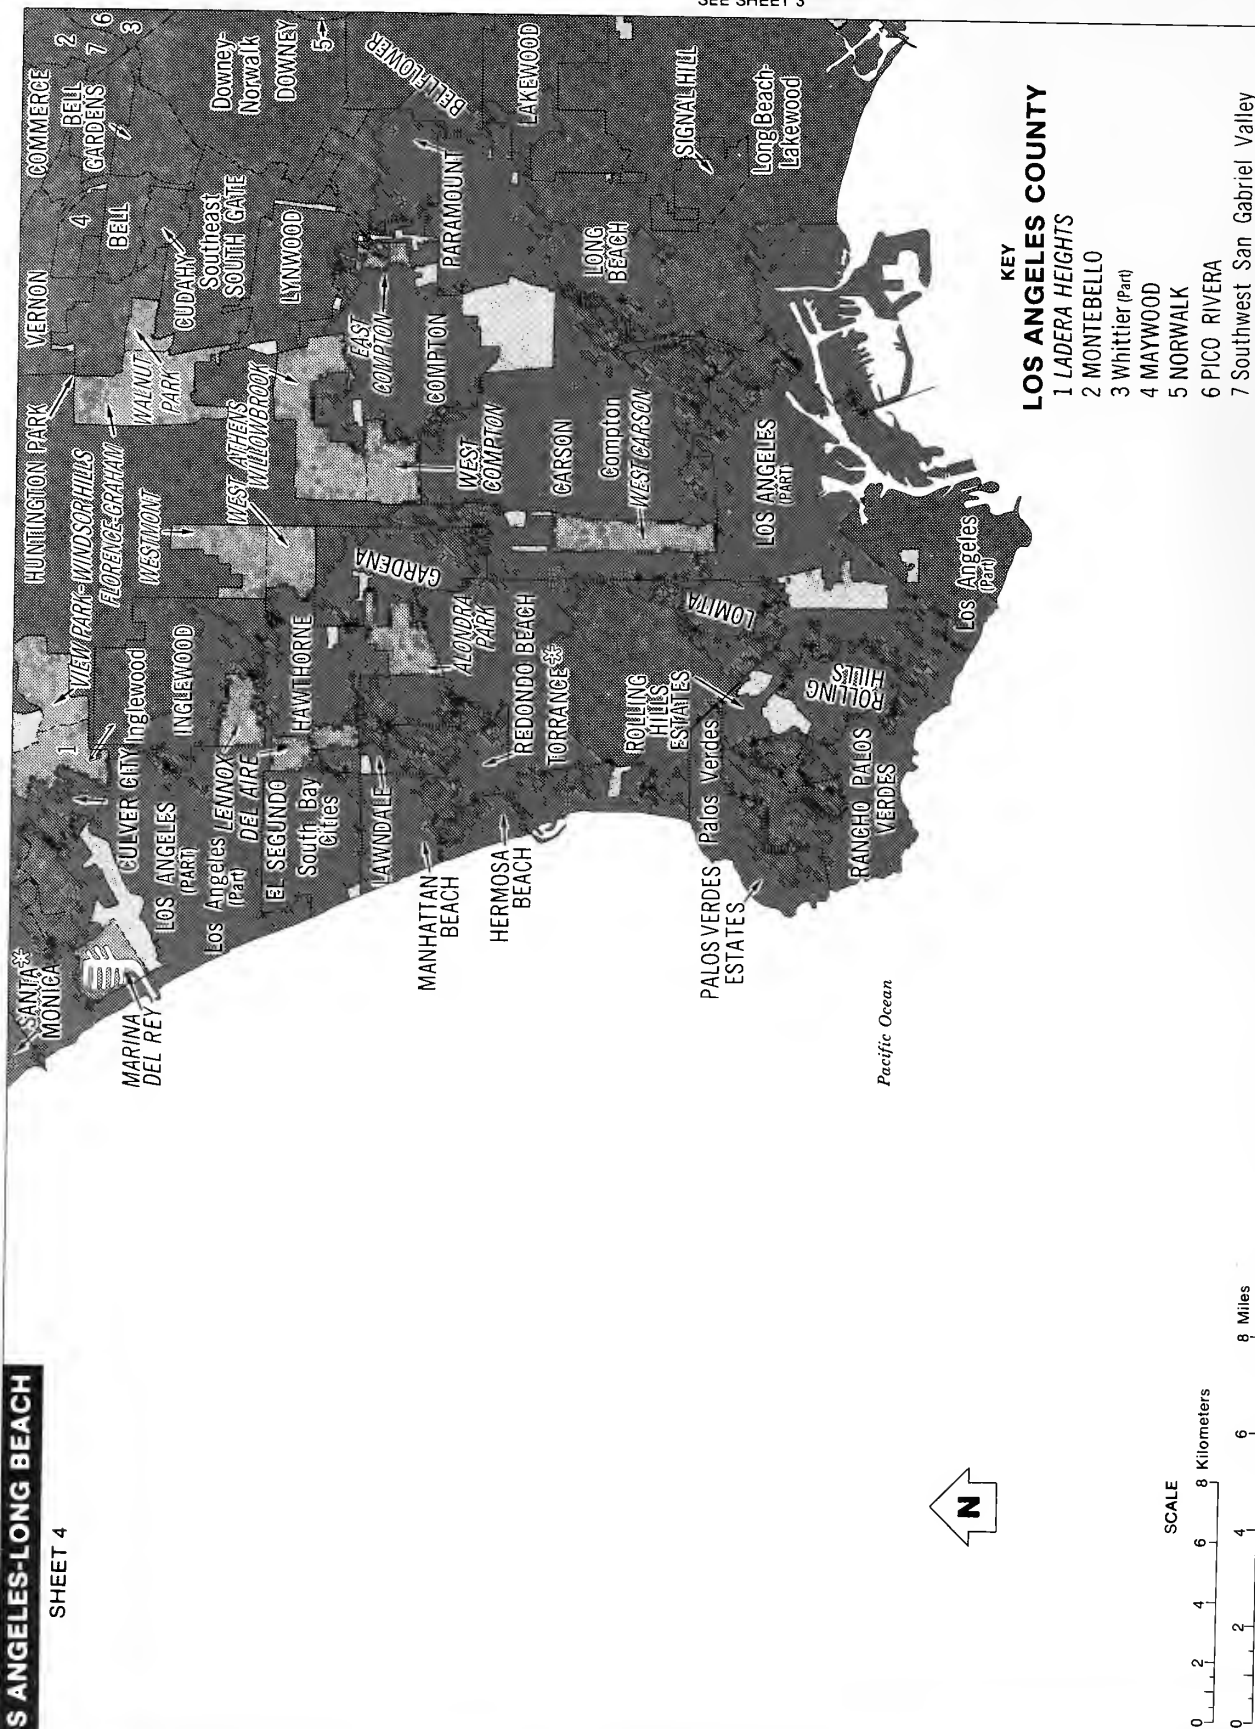 SEE SHEET 3
S ANGELES-LONG BEACH
SHEET 4
SANTA*
MONICA
MARINA
DEL REY
HUNTINGTON PARK
VERNON
COMMERCE
2
6
7
3
4
BELL
GARDENS
BELL
VIEW PARK-WINDSOR HILLS
FLORENCE-GRAHAM
WALNUT
PARK
CUDAHY
Southeast
SOUTH GATE
Downey-
Norwalk
DOWNEY
5
WESTMONT
WEST ATHENS
WILLOWBROOK
LYNWOOD
1
CULVER CITY
Inglewood
INGLEWOOD
LOS ANGELES
(PART)
Los Angeles
(Part)
LENNOX
DEL AIRE
HAWTHORNE
EL SEGUNDO
South Bay
Cities
LAWNDALE
GARDENA
EAST
COMPTON
COMPTON
PARAMOUNT
BELLFLOWER
LAKEWOOD
MANHATTAN
BEACH
ALONDRA
PARK
WEST
COMPTON
HERMOSA
BEACH
REDONDO BEACH
TORRANCE*
CARSON
Compton
WEST CARSON
LONG
BEACH
SIGNAL HILL
Long Beach-
Lakewood
ROLLING
HILLS
ESTATES
Palos Verdes
LOMITA
LOS ANGELES
(PART)
PALOS VERDES
ESTATES
ROLLING
HILLS
RANCHO PALOS
VERDES
Los Angeles
(Part)
Pacific Ocean
KEY
LOS ANGELES COUNTY
1 LADERA HEIGHTS
2 MONTEBELLO
3 Whittier (Part)
4 MAYWOOD
5 NORWALK
6 PICO RIVERA
7 Southwest San Gabriel Valley
N
SCALE
0 2 4 6 8 Kilometers
0 2 4 6 8 Miles